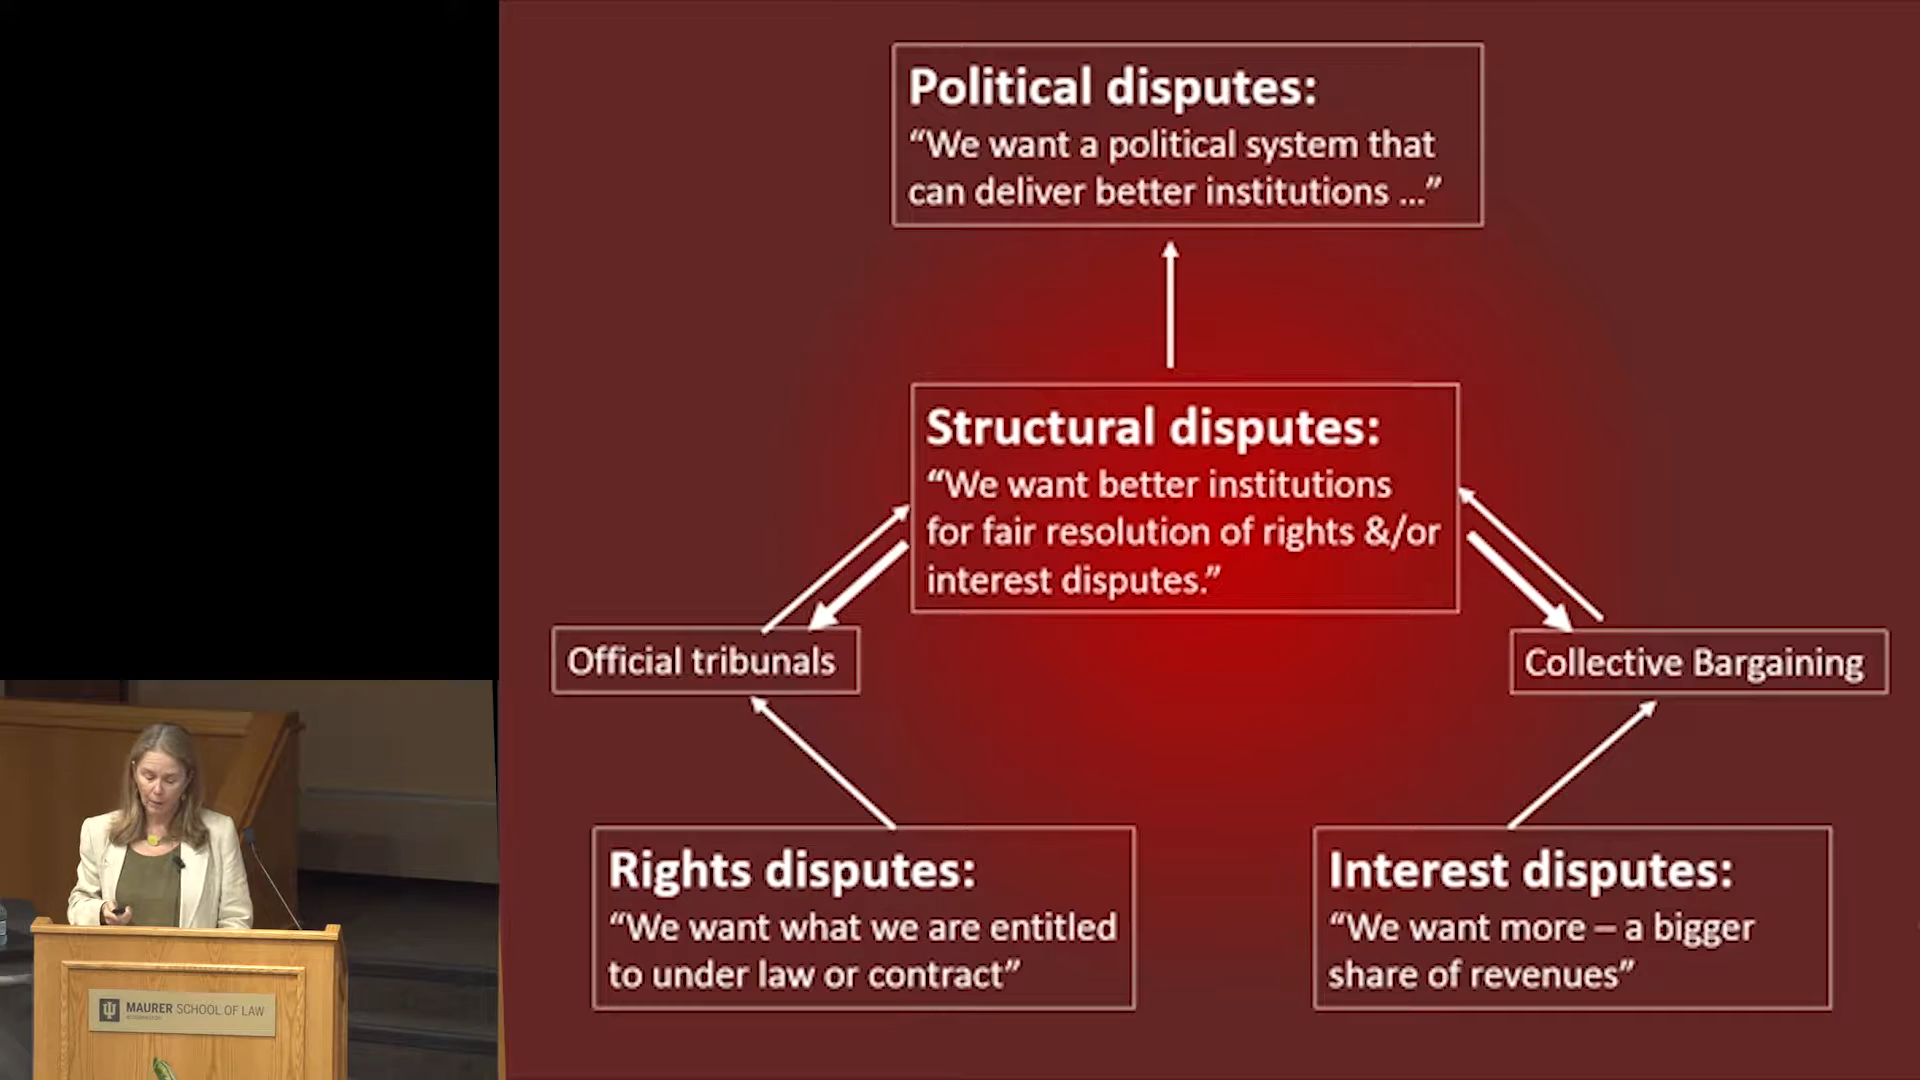 Political disputes:
“We want a political system that
can deliver better institutions ...”
Structural disputes:
“We want better institutions
for fair resolution of rights &/or
interest disputes.”
Official tribunals
Collective Bargaining
Rights disputes:
“We want what we are entitled
to under law or contract”
Interest disputes:
“We want more – a bigger
share of revenues”
MAURER SCHOOL OF LAW